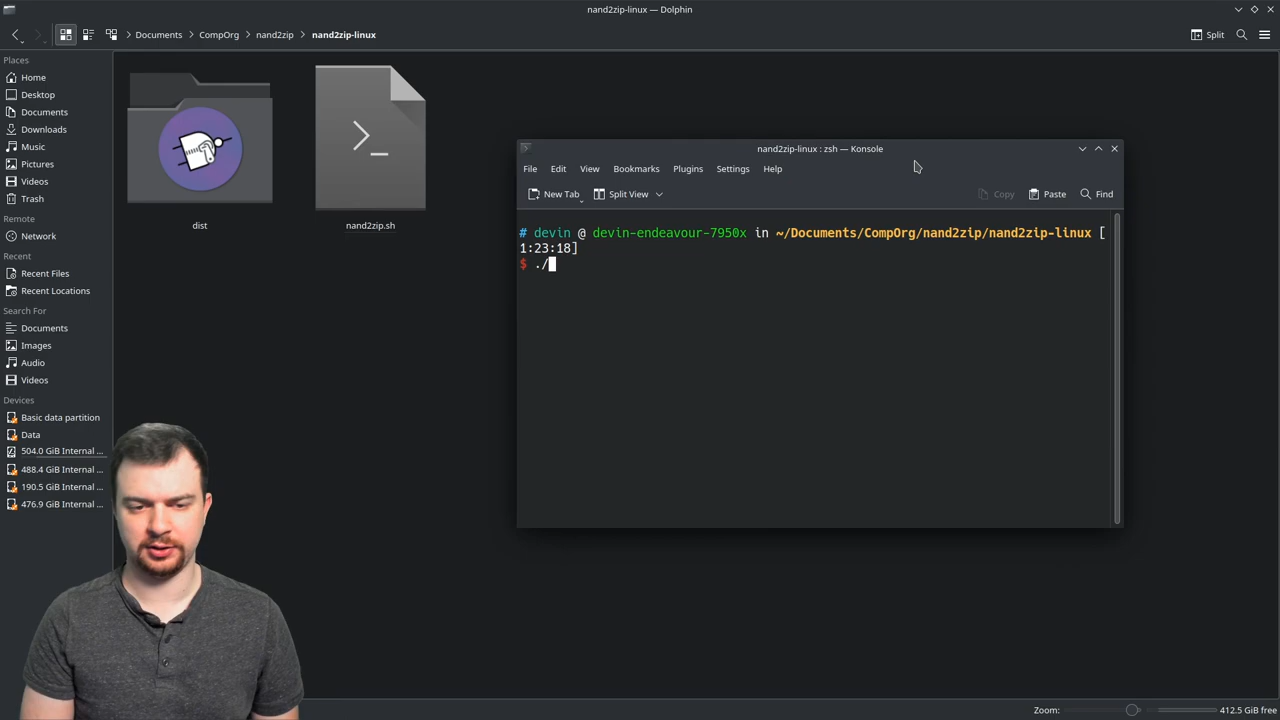 nand2zip-linux — Dolphin
Documents
CompOrg
nand2zip
nand2zip-linux
Split
Places
Home
Desktop
Documents
Downloads
Music
Pictures
Videos
Trash
Remote
Network
Recent
Recent Files
Recent Locations
Search For
Documents
Images
Audio
Videos
Devices
Basic data partition
Data
504.0 GiB Internal ...
488.4 GiB Internal ...
190.5 GiB Internal ...
476.9 GiB Internal ...
dist
nand2zip.sh
nand2zip-linux : zsh — Konsole
File Edit View Bookmarks Plugins Settings Help
New Tab Split View Copy Paste Find
# devin @ devin-endeavour-7950x in ~/Documents/CompOrg/nand2zip/nand2zip-linux [
1:23:18]
$ ./
Zoom: 412.5 GiB free